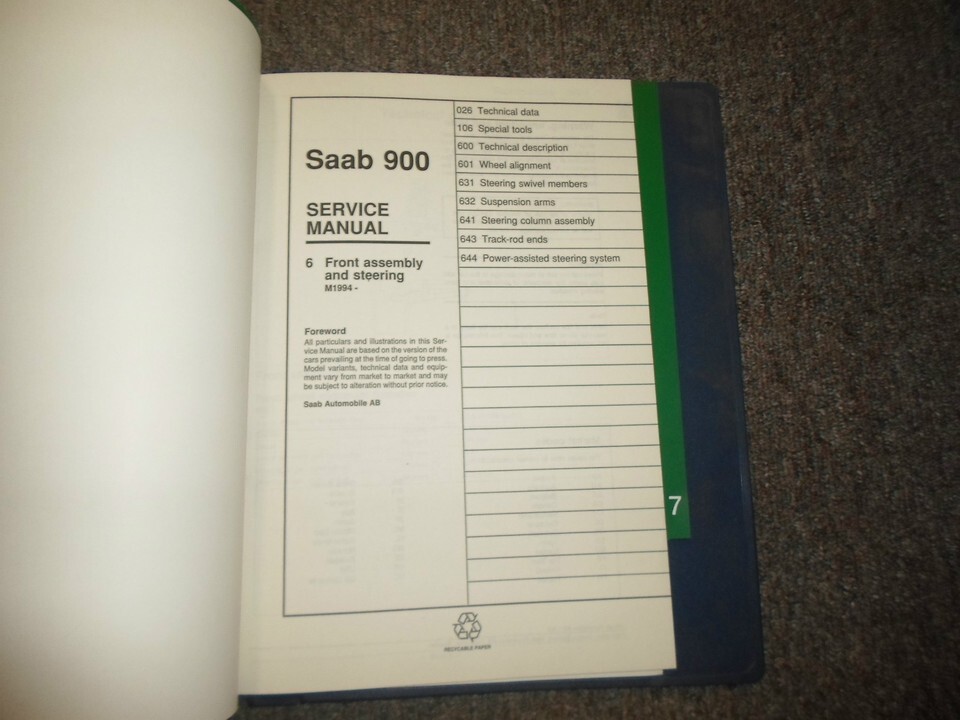 Saab 900
SERVICE
MANUAL
6 Front assembly
and steering
M1994 -
Foreword
All particulars and illustrations in this Ser-
vice Manual are based on the version of the
cars prevailing at the time of going to press.
Model variants, technical data and equip-
ment vary from market to market and may
be subject to alteration without prior notice.
Saab Automobile AB
026 Technical data
106 Special tools
600 Technical description
601 Wheel alignment
631 Steering swivel members
632 Suspension arms
641 Steering column assembly
643 Track-rod ends
644 Power-assisted steering system
7
RECYCABLE PAPER